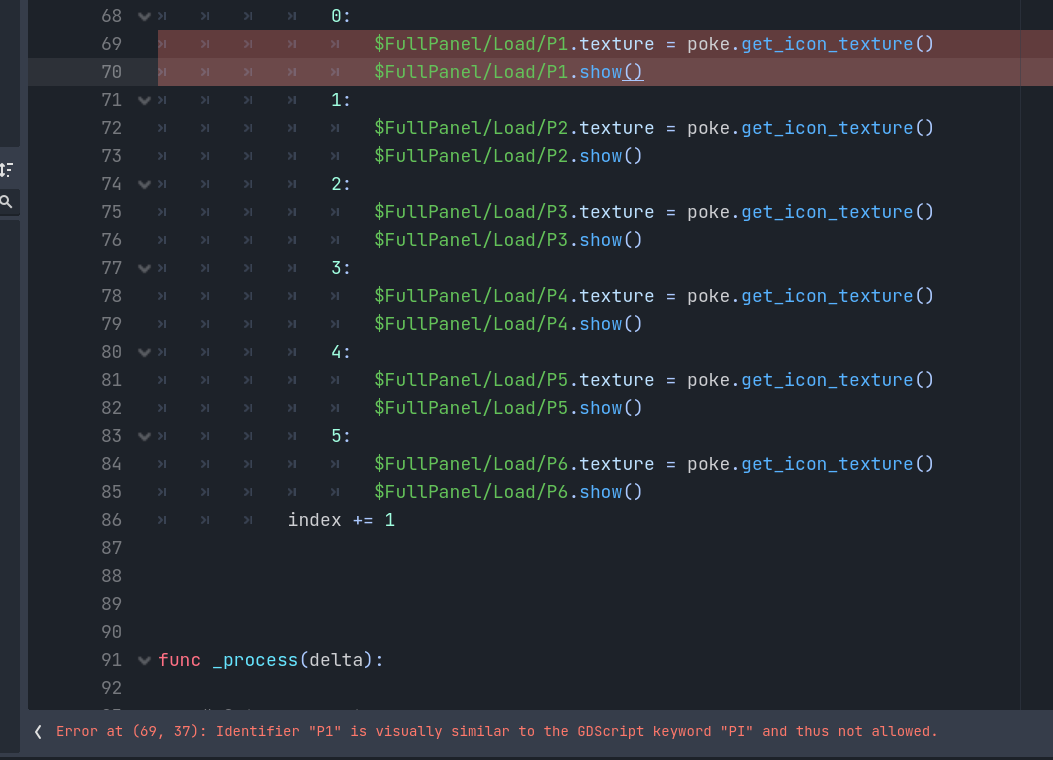 68 0:
69 $FullPanel/Load/P1.texture = poke.get_icon_texture()
70 $FullPanel/Load/P1.show()
71 1:
72 $FullPanel/Load/P2.texture = poke.get_icon_texture()
73 $FullPanel/Load/P2.show()
74 2:
75 $FullPanel/Load/P3.texture = poke.get_icon_texture()
76 $FullPanel/Load/P3.show()
77 3:
78 $FullPanel/Load/P4.texture = poke.get_icon_texture()
79 $FullPanel/Load/P4.show()
80 4:
81 $FullPanel/Load/P5.texture = poke.get_icon_texture()
82 $FullPanel/Load/P5.show()
83 5:
84 $FullPanel/Load/P6.texture = poke.get_icon_texture()
85 $FullPanel/Load/P6.show()
86 index += 1
87
88
89
90
91 func _process(delta):
92
Error at (69, 37): Identifier "P1" is visually similar to the GDScript keyword "PI" and thus not allowed.